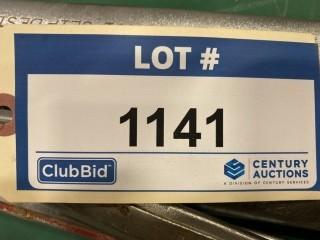 LOT #
1141
ClubBid
CENTURY
AUCTIONS
A DIVISION OF CENTURY SERVICES